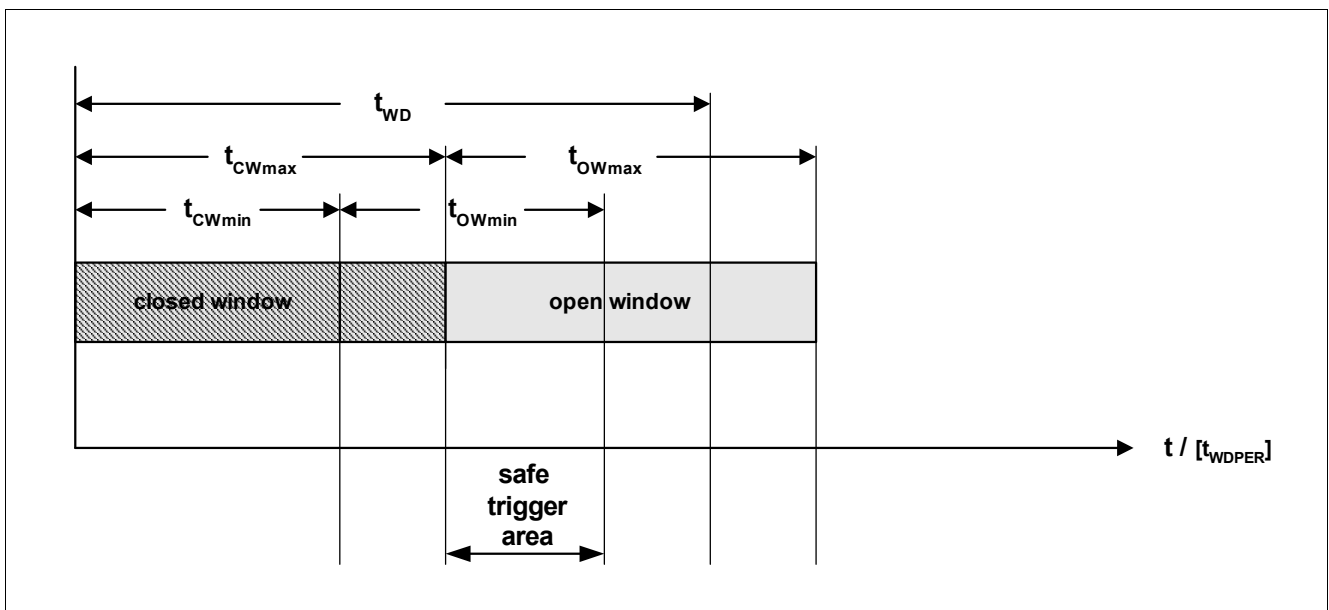 tWD
tCWmax tOWmax
tCWmin tOWmin
closed window open window
t / [tWDPER]
safe
trigger
area